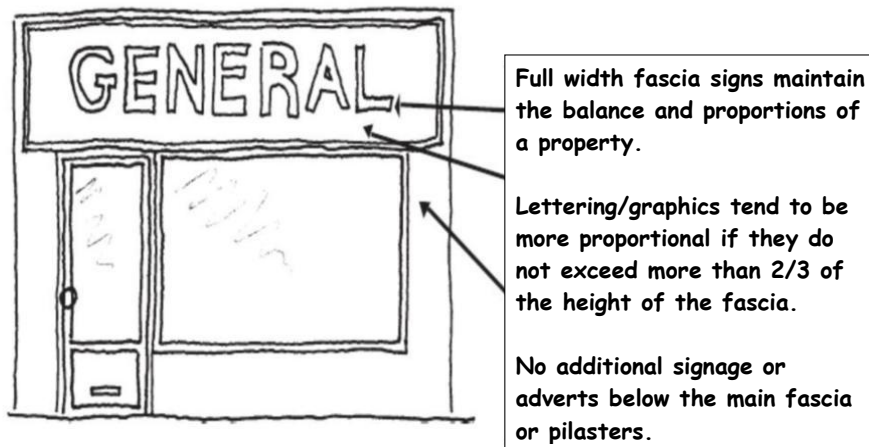 GENERAL
Full width fascia signs maintain
the balance and proportions of
a property.
Lettering/graphics tend to be
more proportional if they do
not exceed more than 2/3 of
the height of the fascia.
No additional signage or
adverts below the main fascia
or pilasters.